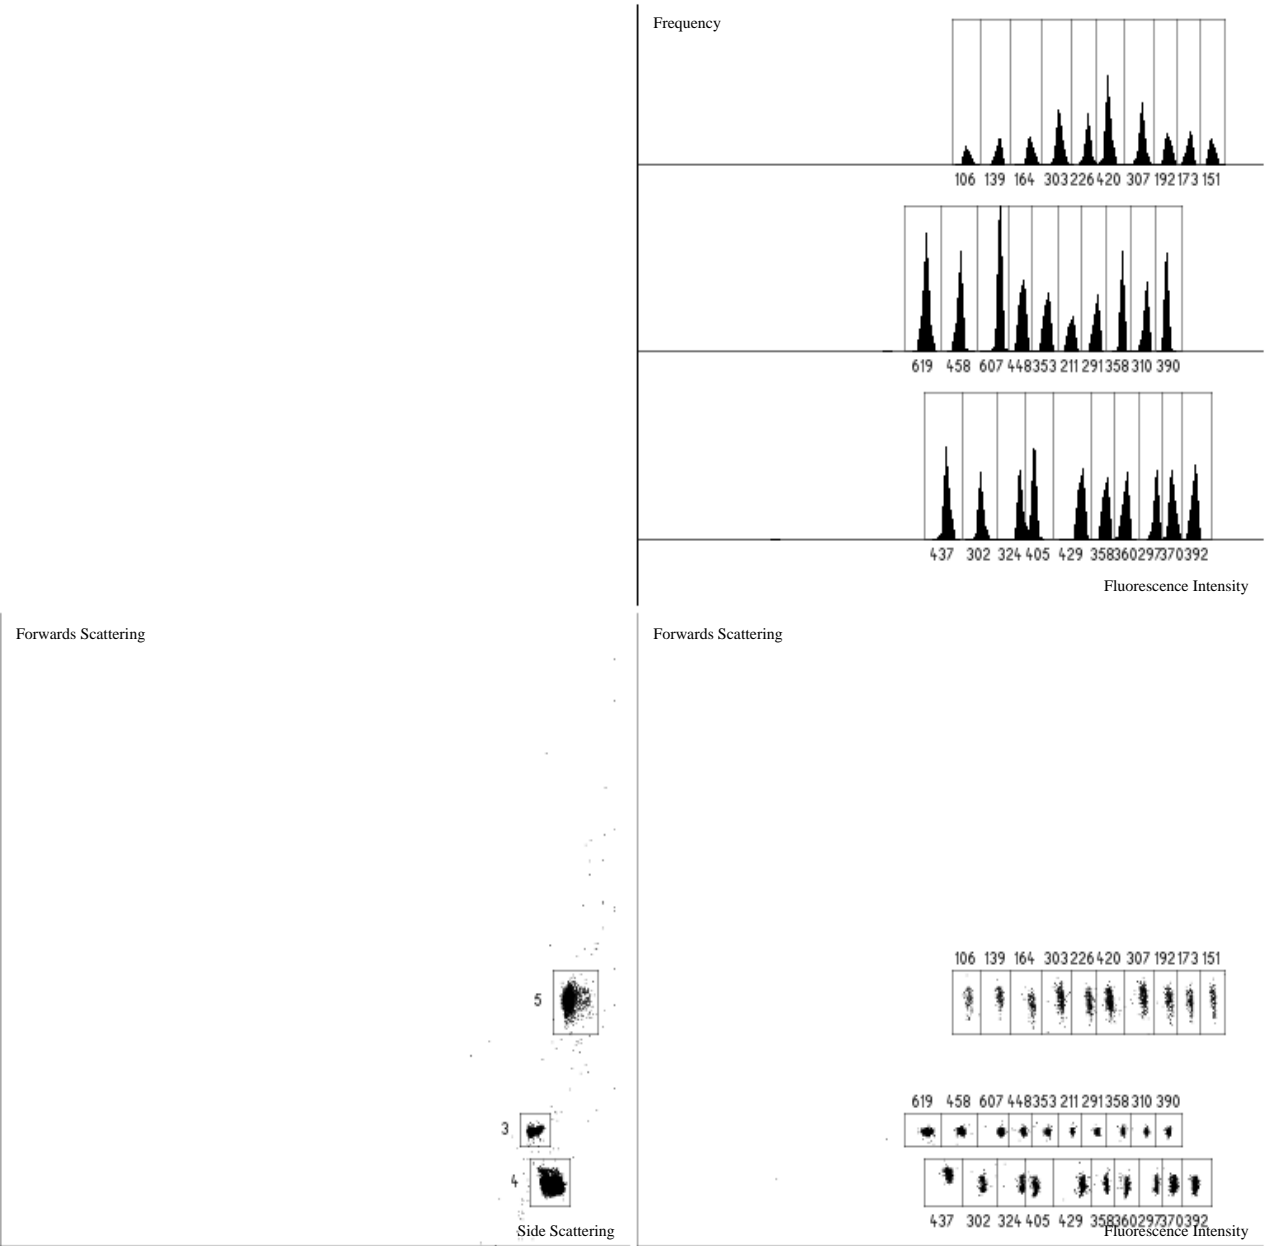 Frequency
106 139 164 303 226 420 307 192 173 151
619 458 607 448 353 211 291 358 310 390
437 302 324 405 429 358 360 297 370 392
Fluorescence Intensity
Forwards Scattering
5
3
4
Side Scattering
Forwards Scattering
106 139 164 303 226 420 307 192 173 151
619 458 607 448 353 211 291 358 310 390
437 302 324 405 429 358 360 297 370 392
Fluorescence Intensity